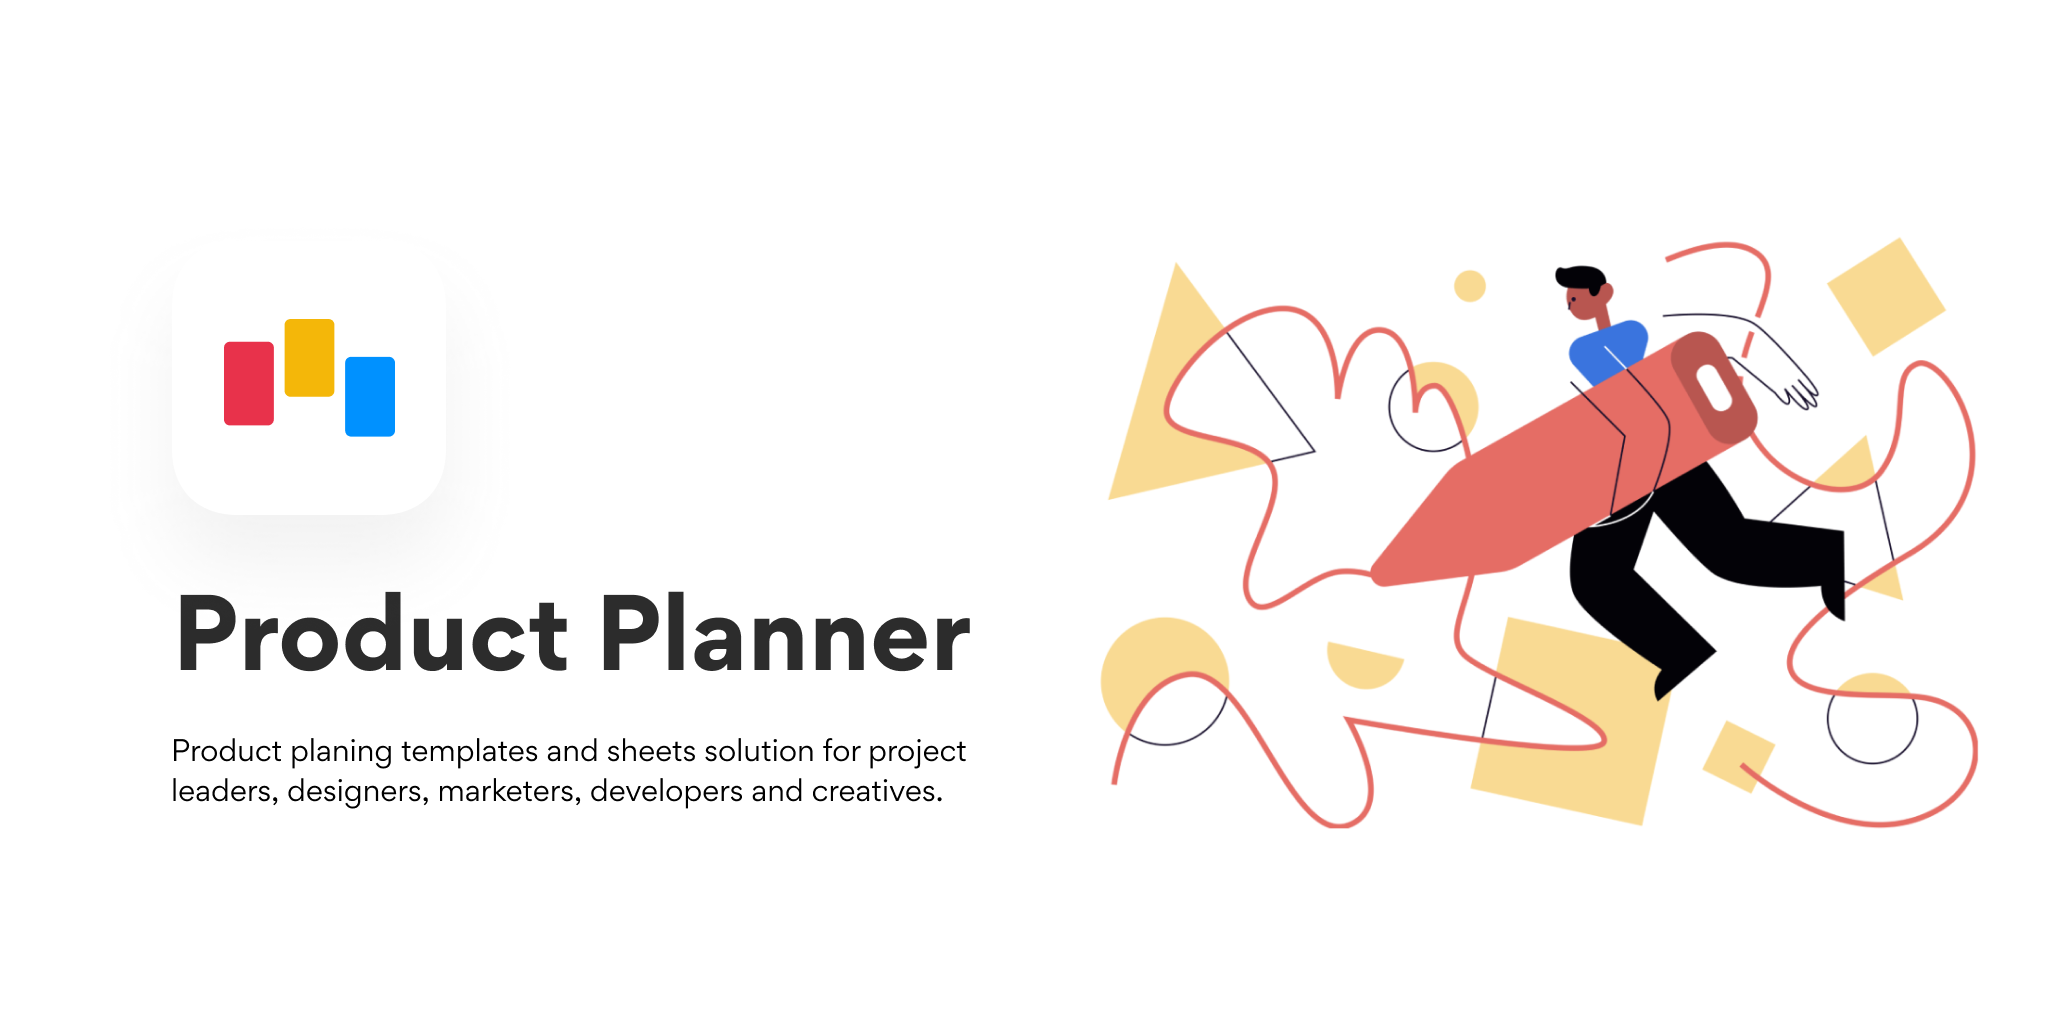 Product Planner
Product planing templates and sheets solution for project
leaders, designers, marketers, developers and creatives.